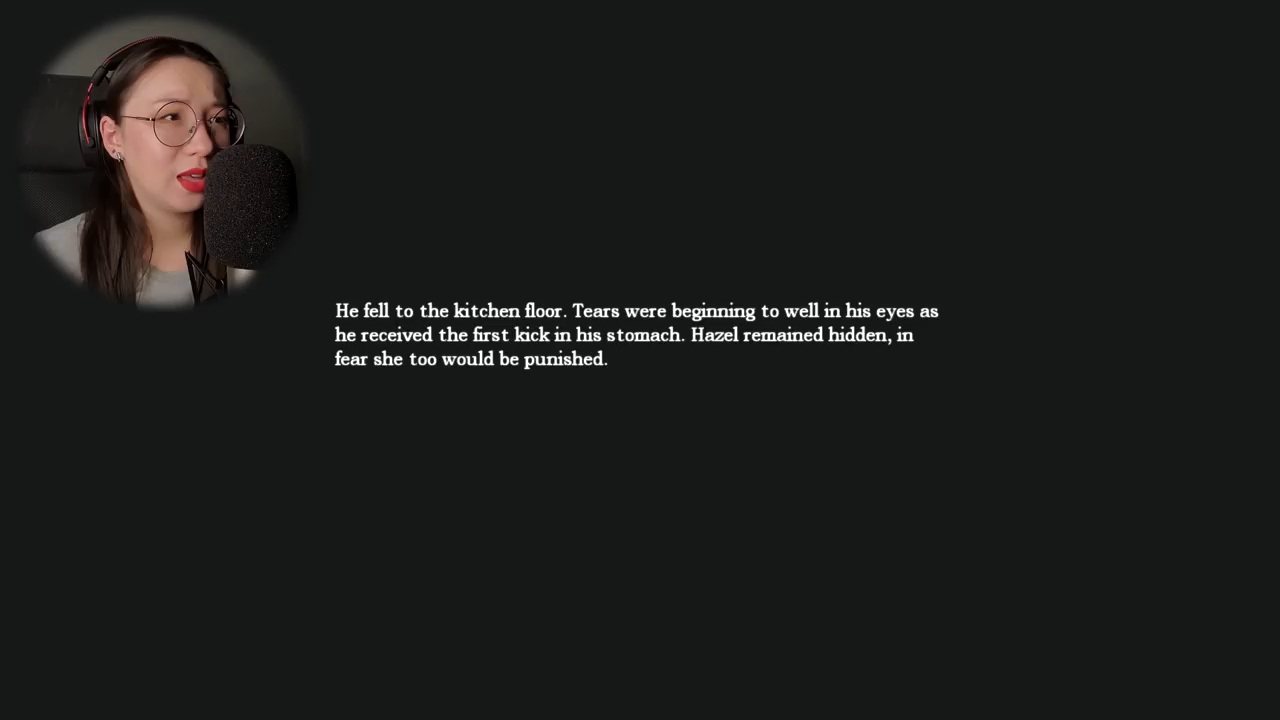 He fell to the kitchen floor. Tears were beginning to well in his eyes as
he received the first kick in his stomach. Hazel remained hidden, in
fear she too would be punished.